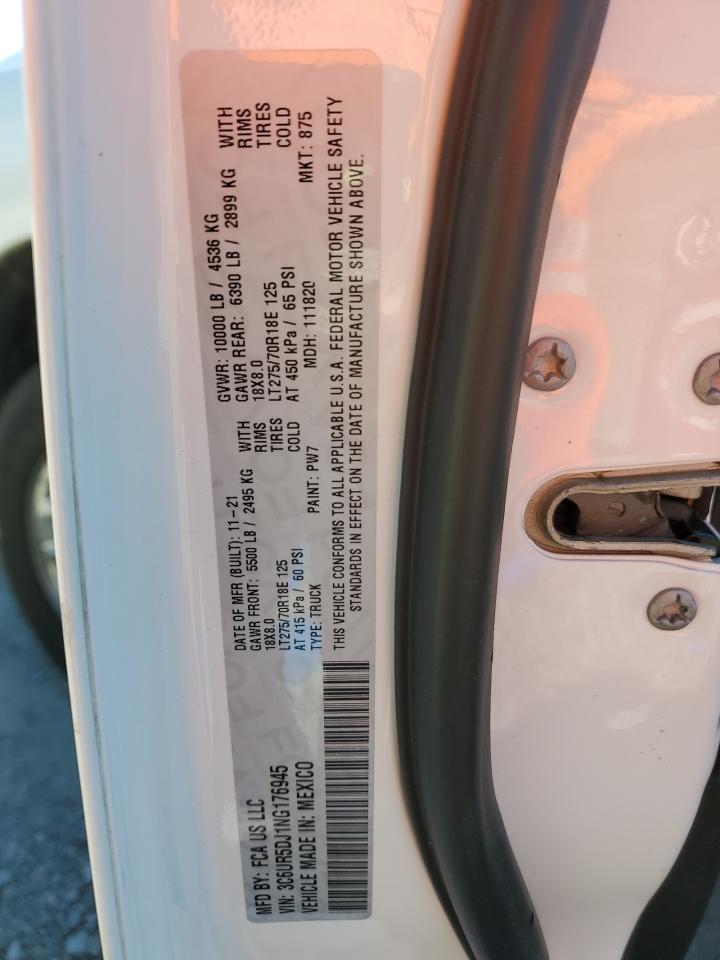 MFD BY: FCA US LLC
DATE OF MFR (BUILT): 11-21 GVWR: 10000 LB / 4536 KG
GAWR FRONT: 5500 LB / 2495 KG WITH GAWR REAR: 6390 LB / 2899 KG WITH
18X8.0 RIMS 18X8.0 RIMS
LT275/70R18E 125 TIRES LT275/70R18E 125 TIRES
AT 415 kPa / 60 PSI COLD AT 450 kPa / 65 PSI COLD
VIN: 3C6UR5DJ1NG176945 TYPE: TRUCK PAINT: PW7 MDH: 111820 MKT: 875
VEHICLE MADE IN: MEXICO
THIS VEHICLE CONFORMS TO ALL APPLICABLE U.S.A. FEDERAL MOTOR VEHICLE SAFETY
STANDARDS IN EFFECT ON THE DATE OF MANUFACTURE SHOWN ABOVE.